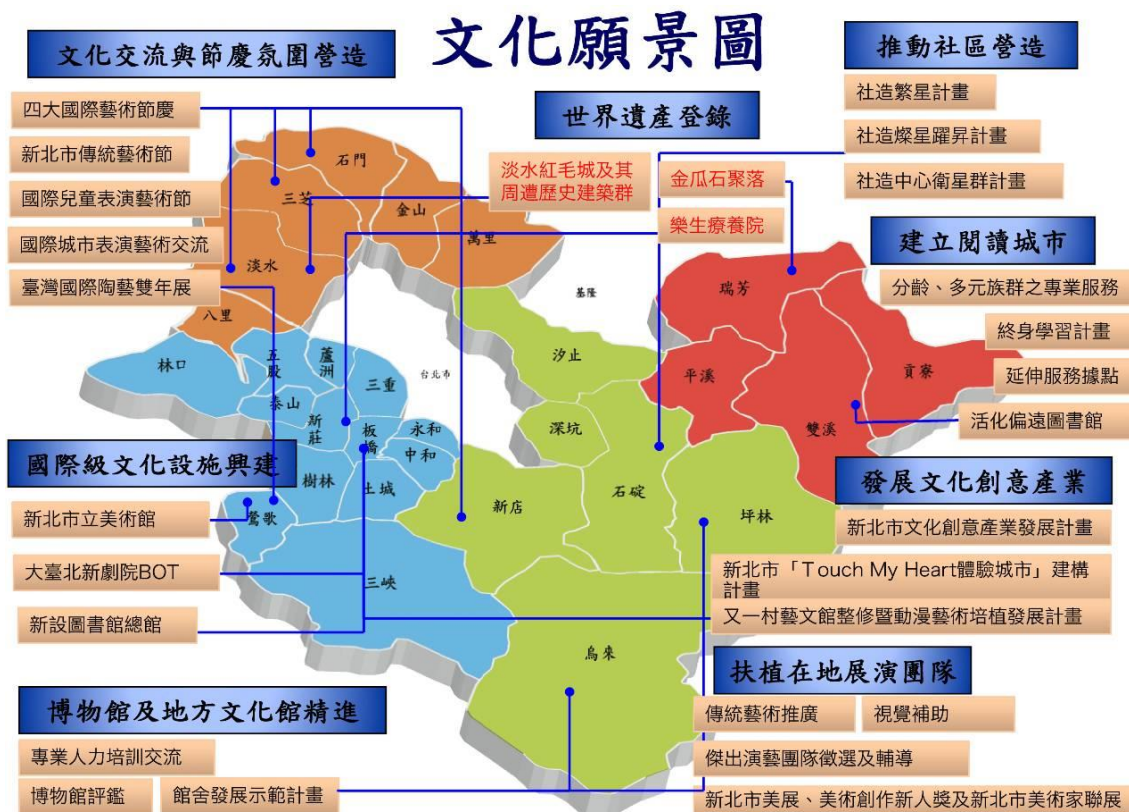 文化願景圖
文化交流與節慶氛圍營造
四大國際藝術節慶
新北市傳統藝術節
國際兒童表演藝術節
國際城市表演藝術交流
臺灣國際陶藝雙年展
世界遺產登錄
淡水紅毛城及其
周遭歷史建築群
金瓜石聚落
樂生療養院
推動社區營造
社造繁星計畫
社造燦星躍昇計畫
社造中心衛星群計畫
建立閱讀城市
分齡、多元族群之專業服務
終身學習計畫
延伸服務據點
活化偏遠圖書館
石門
三芝
金山
萬里
淡水
八里
基隆
瑞芳
林口
五股
蘆洲
三重
台北市
汐止
平溪
貢寮
泰山
新莊
板橋
永和
中和
深坑
雙溪
樹林
土城
新店
石碇
坪林
鶯歌
三峽
烏來
國際級文化設施興建
新北市立美術館
大臺北新劇院BOT
新設圖書館總館
發展文化創意產業
新北市文化創意產業發展計畫
新北市「Touch My Heart體驗城市」建構
計畫
又一村藝文館整修暨動漫藝術培植發展計畫
博物館及地方文化館精進
專業人力培訓交流
博物館評鑑
館舍發展示範計畫
扶植在地展演團隊
傳統藝術推廣
視覺補助
傑出演藝團隊徵選及輔導
新北市美展、美術創作新人獎及新北市美術家聯展